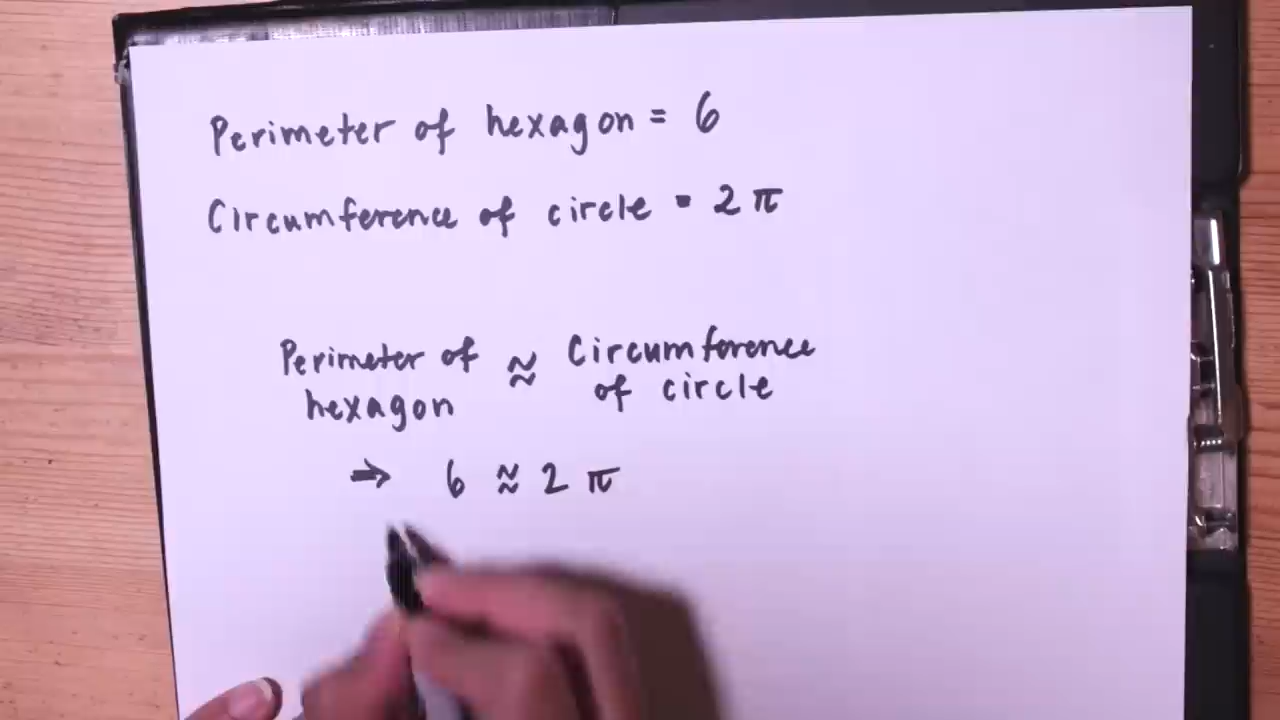 Perimeter of hexagon = 6
Circumference of circle = 2π
Perimeter of hexagon ≈ Circumference of circle
⇒ 6 ≈ 2π